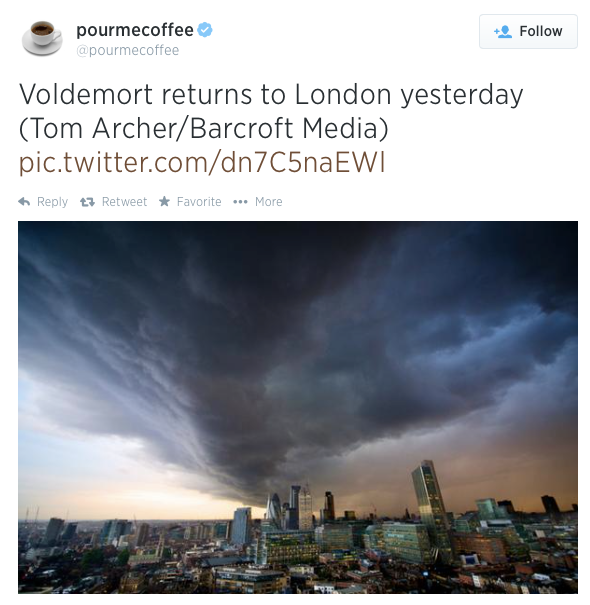 pourmecoffee
@pourmecoffee
Follow
Voldemort returns to London yesterday
(Tom Archer/Barcroft Media)
pic.twitter.com/dn7C5naEWl
Reply Retweet Favorite More